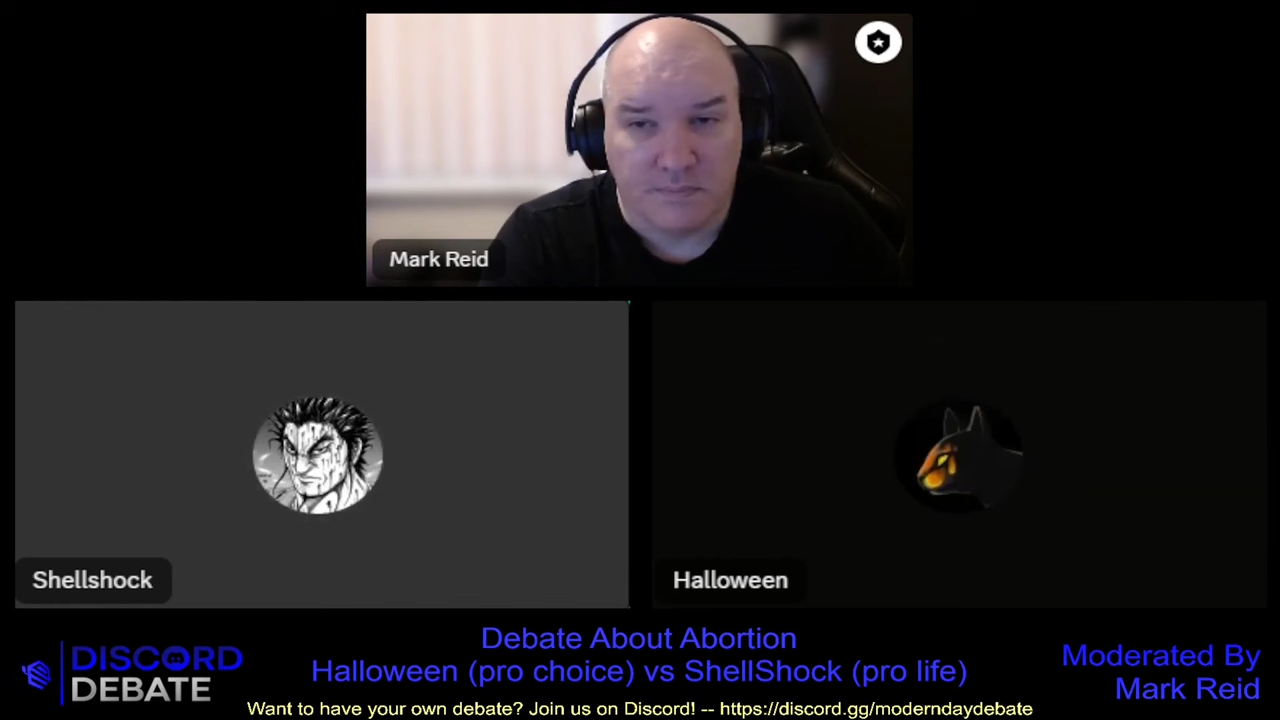 Mark Reid
Shellshock
Halloween
Debate About Abortion
Halloween (pro choice) vs ShellShock (pro life)
Moderated By
Mark Reid
DISCORD
DEBATE
Want to have your own debate? Join us on Discord! -- https://discord.gg/moderndaydebate